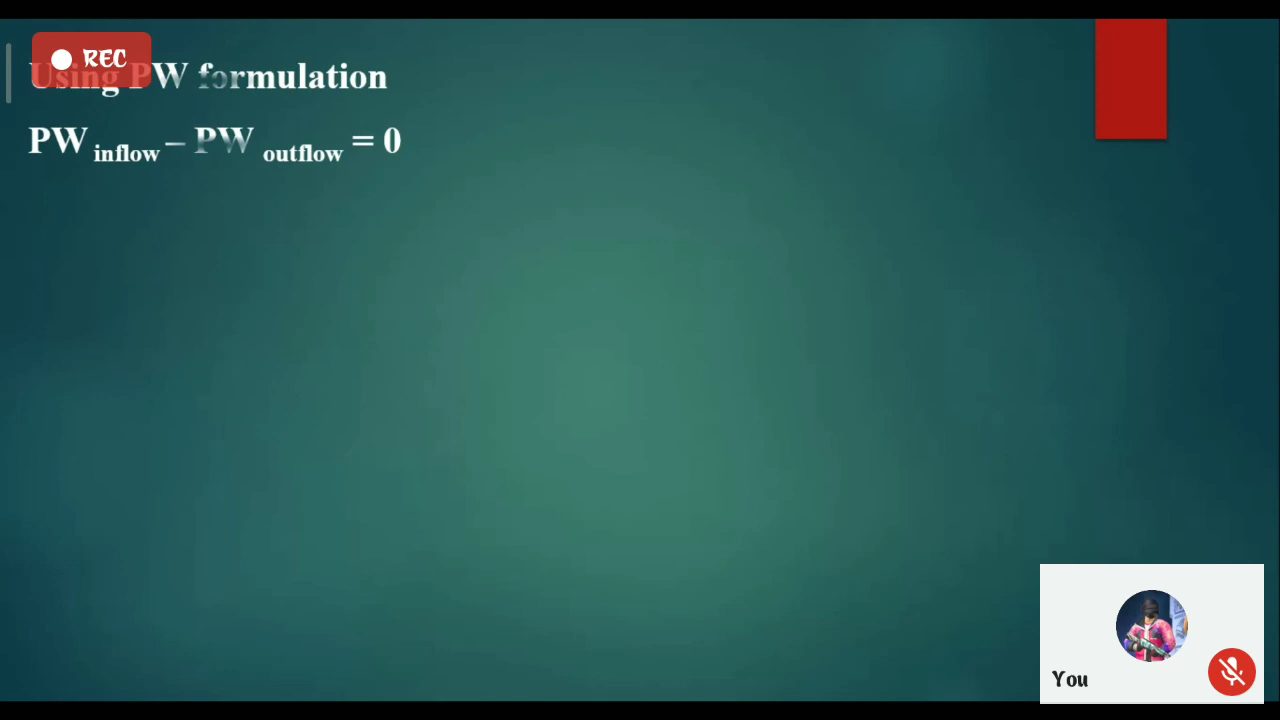 REC
Using PW formulation
PW inflow – PW outflow = 0
You